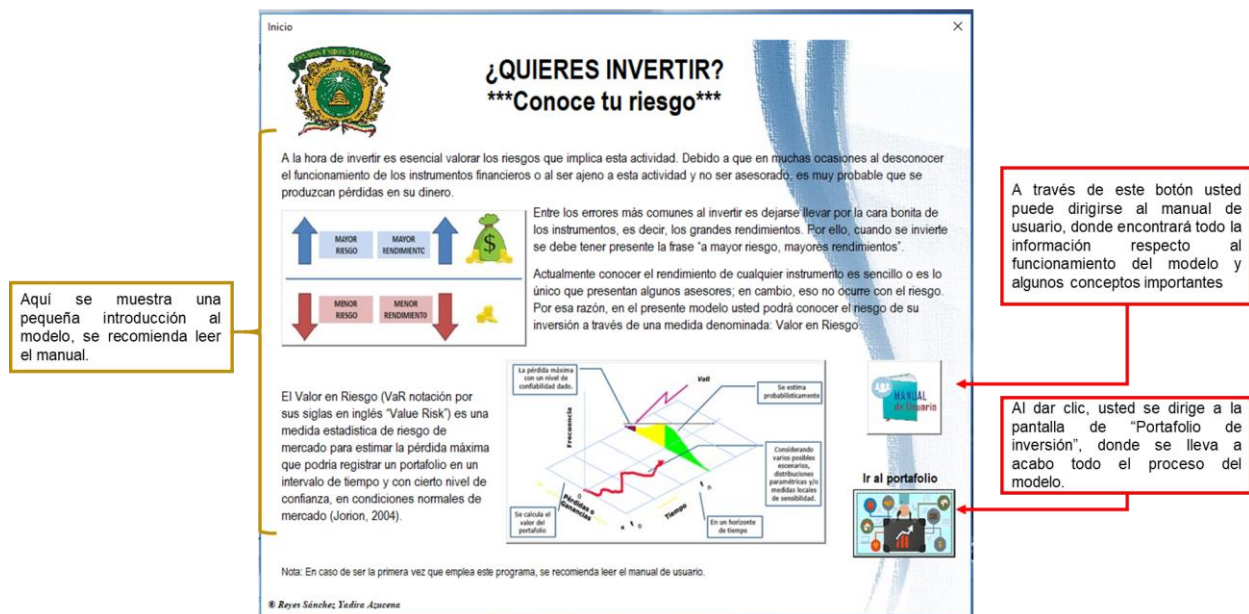 Inicio
ESTADOS UNIDOS MEXICANOS
¿QUIERES INVERTIR?
***Conoce tu riesgo***
A la hora de invertir es esencial valorar los riesgos que implica esta actividad. Debido a que en muchas ocasiones al desconocer
el funcionamiento de los instrumentos financieros o al ser ajeno a esta actividad y no ser asesorado, es muy probable que se
produzcan pérdidas en su dinero.
MAYOR
RIESGO
MAYOR
RENDIMIENTC
MENOR
RIESGO
MENOR
RENDIMIENTO
Entre los errores más comunes al invertir es dejarse llevar por la cara bonita de
los instrumentos, es decir, los grandes rendimientos. Por ello, cuando se invierte
se debe tener presente la frase “a mayor riesgo, mayores rendimientos”.
Actualmente conocer el rendimiento de cualquier instrumento es sencillo o es lo
único que presentan algunos asesores; en cambio, eso no ocurre con el riesgo.
Por esa razón, en el presente modelo usted podrá conocer el riesgo de su
inversión a través de una medida denominada: Valor en Riesgo.
El Valor en Riesgo (VaR notación por
sus siglas en inglés “Value Risk”) es una
medida estadística de riesgo de
mercado para estimar la pérdida máxima
que podría registrar un portafolio en un
intervalo de tiempo y con cierto nivel de
confianza, en condiciones normales de
mercado (Jorion, 2004).
La pérdida máxima
con un nivel de
confiabilidad dado.
VaR
Se estima
probabilísticamente
Frecuencia
Considerando
varios posibles
escenarios,
distribuciones
paramétricas y/o
medidas locales
de sensibilidad.
0
Pérdidas o
Ganancias
x t 0
Tiempo
t n
Se calcula el
valor del
portafolio
En un horizonte
de tiempo
MANUAL
de Usuario
Ir al portafolio
Nota: En caso de ser la primera vez que emplea este programa, se recomienda leer el manual de usuario.
® Reyes Sánchez Yadira Azucena
Aquí se muestra una
pequeña introducción al
modelo, se recomienda leer
el manual.
A través de este botón usted
puede dirigirse al manual de
usuario, donde encontrará todo la
información respecto al
funcionamiento del modelo y
algunos conceptos importantes
Al dar clic, usted se dirige a la
pantalla de “Portafolio de
inversión”, donde se lleva a
acabo todo el proceso del
modelo.